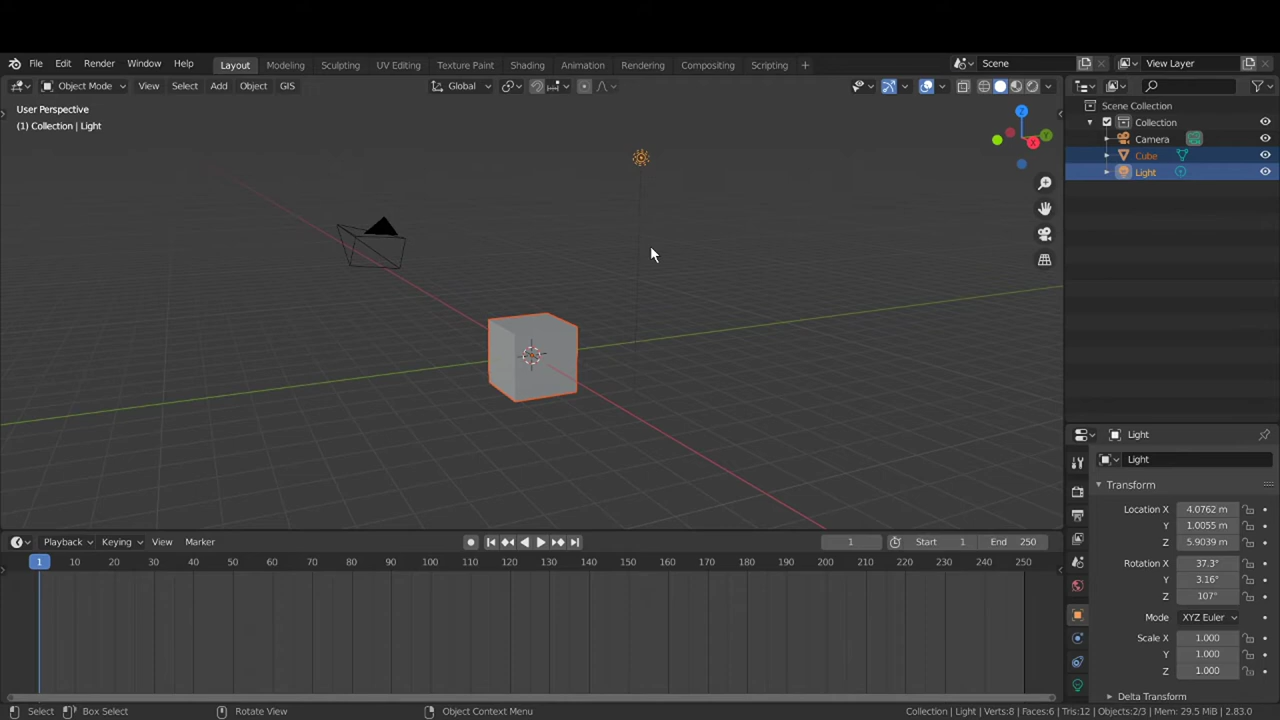 File Edit Render Window Help Layout Modeling Sculpting UV Editing Texture Paint Shading Animation Rendering Compositing Scripting + Scene View Layer
Object Mode View Select Add Object GIS Global
User Perspective
(1) Collection | Light
Z
Y
X
Scene Collection
Collection
Camera
Cube
Light
Light
Light
Transform
Location X 4.0762 m
Y 1.0055 m
Z 5.9039 m
Rotation X 37.3°
Y 3.16°
Z 107°
Mode XYZ Euler
Scale X 1.000
Y 1.000
Z 1.000
Delta Transform
Playback Keying View Marker 1 Start 1 End 250
1 10 20 30 40 50 60 70 80 90 100 110 120 130 140 150 160 170 180 190 200 210 220 230 240 250
Select Box Select Rotate View Object Context Menu Collection | Light | Verts:8 | Faces:6 | Tris:12 | Objects:2/3 | Mem: 29.5 MiB | 2.83.0